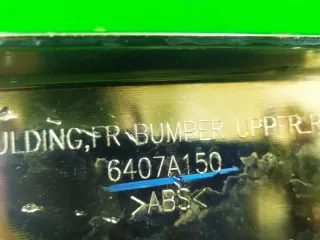 ULDING,FR BUMPER UPPER,R
6407A150
>ABS<